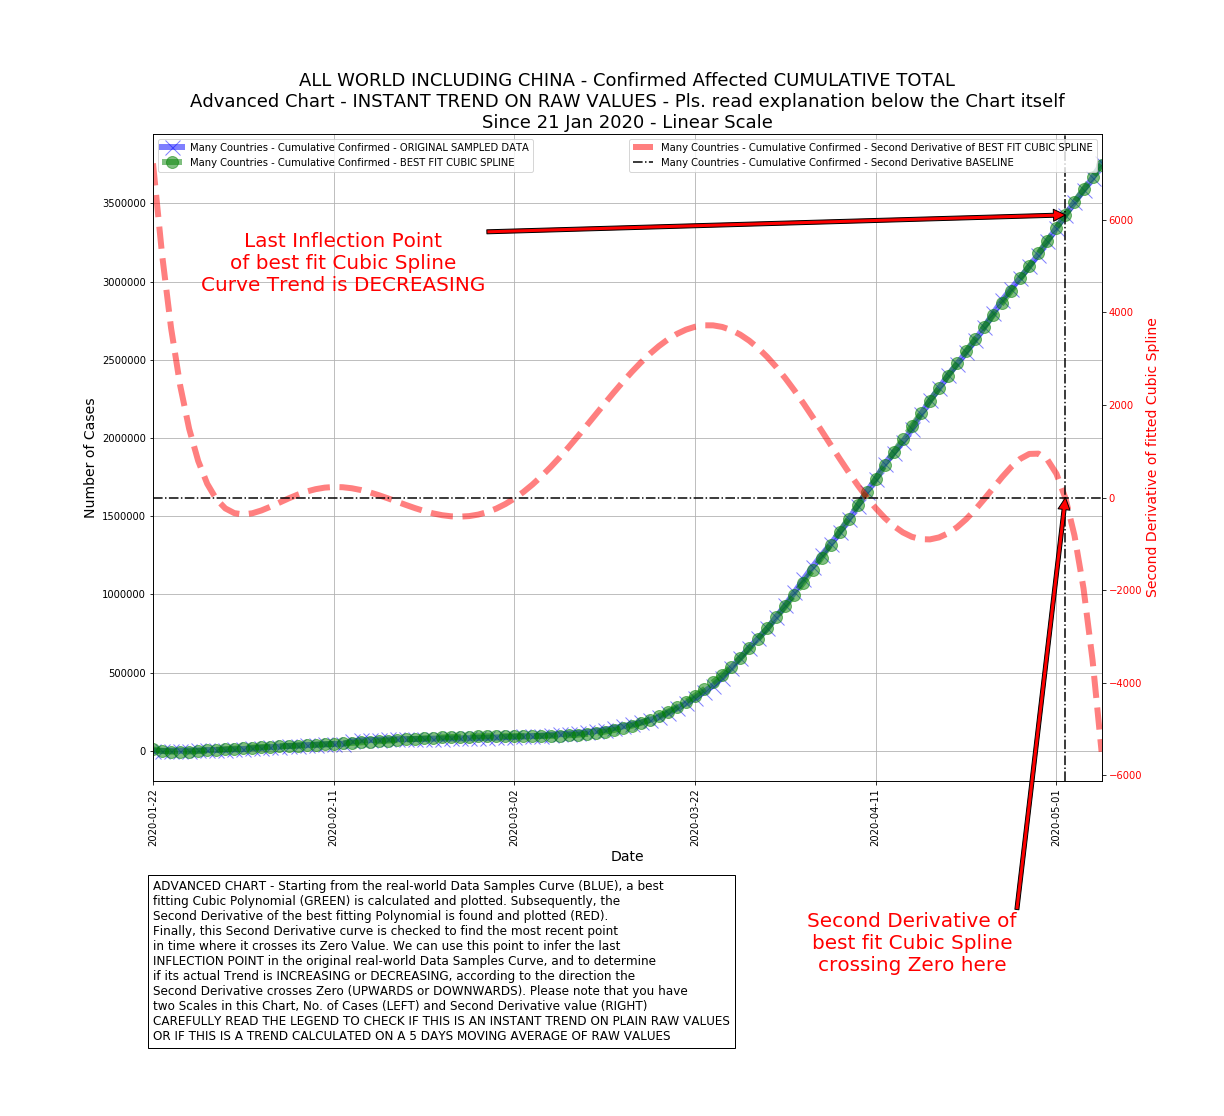 ALL WORLD INCLUDING CHINA - Confirmed Affected CUMULATIVE TOTAL
Advanced Chart - INSTANT TREND ON RAW VALUES - Pls. read explanation below the Chart itself
Since 21 Jan 2020 - Linear Scale
Many Countries - Cumulative Confirmed - ORIGINAL SAMPLED DATA
Many Countries - Cumulative Confirmed - BEST FIT CUBIC SPLINE
Many Countries - Cumulative Confirmed - Second Derivative of BEST FIT CUBIC SPLINE
Many Countries - Cumulative Confirmed - Second Derivative BASELINE
Last Inflection Point
of best fit Cubic Spline
Curve Trend is DECREASING
Number of Cases
3500000
3000000
2500000
2000000
1500000
1000000
500000
0
6000
4000
2000
0
−2000
−4000
−6000
Second Derivative of fitted Cubic Spline
2020-01-22
2020-02-11
2020-03-02
2020-03-22
2020-04-11
2020-05-01
Date
ADVANCED CHART - Starting from the real-world Data Samples Curve (BLUE), a best
fitting Cubic Polynomial (GREEN) is calculated and plotted. Subsequently, the
Second Derivative of the best fitting Polynomial is found and plotted (RED).
Finally, this Second Derivative curve is checked to find the most recent point
in time where it crosses its Zero Value. We can use this point to infer the last
INFLECTION POINT in the original real-world Data Samples Curve, and to determine
if its actual Trend is INCREASING or DECREASING, according to the direction the
Second Derivative crosses Zero (UPWARDS or DOWNWARDS). Please note that you have
two Scales in this Chart, No. of Cases (LEFT) and Second Derivative value (RIGHT)
CAREFULLY READ THE LEGEND TO CHECK IF THIS IS AN INSTANT TREND ON PLAIN RAW VALUES
OR IF THIS IS A TREND CALCULATED ON A 5 DAYS MOVING AVERAGE OF RAW VALUES
Second Derivative of
best fit Cubic Spline
crossing Zero here